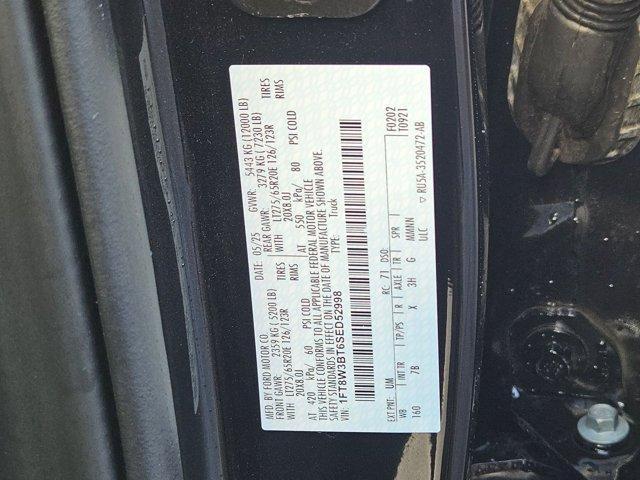 MFD. BY FORD MOTOR CO.
DATE: 05/25 GVWR: 5443 KG (12000 LB)
FRONT GAWR: 2359 KG (5200 LB) REAR GAWR: 3279 KG (7230 LB)
WITH LT275/65R20E 126/123R TIRES WITH LT275/65R20E 126/123R TIRES
20X8.0J RIMS 20X8.0J RIMS
AT 420 kPa/ 60 PSI COLD AT 550 kPa/ 80 PSI COLD
THIS VEHICLE CONFORMS TO ALL APPLICABLE FEDERAL MOTOR VEHICLE
SAFETY STANDARDS IN EFFECT ON THE DATE OF MANUFACTURE SHOWN ABOVE.
VIN: 1FT8W3BT6SED52998 TYPE: Truck
F0202
T0921
EXT PNT: UM RC: 71 DSO:
WB INT TR TP/PS R AXLE TR SPR
160 7B X 3H G MMMN
ULC
▽ RU5A-3520472-AB